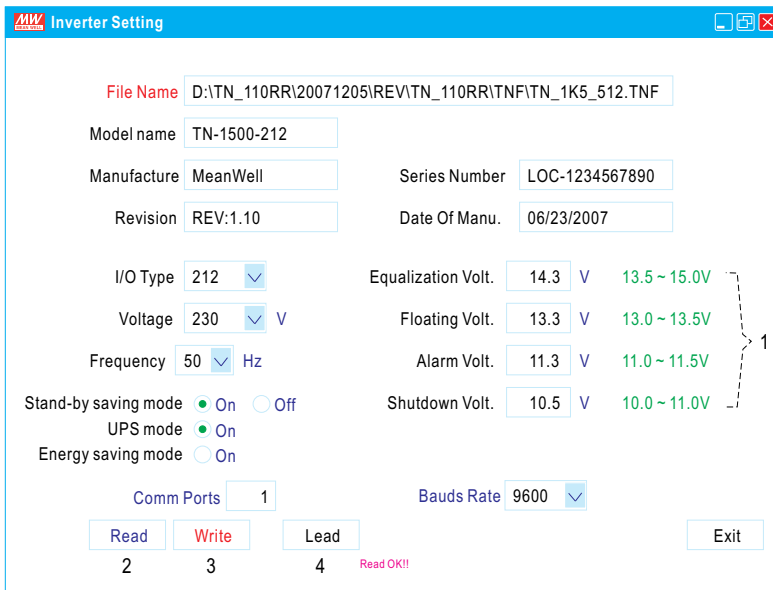 MW MEAN WELL Inverter Setting
File Name D:\TN_110RR\20071205\REV\TN_110RR\TNF\TN_1K5_512.TNF
Model name TN-1500-212
Manufacture MeanWell Series Number LOC-1234567890
Revision REV:1.10 Date Of Manu. 06/23/2007
I/O Type 212 Equalization Volt. 14.3 V 13.5 ~ 15.0V
Voltage 230 V Floating Volt. 13.3 V 13.0 ~ 13.5V
1
Frequency 50 Hz Alarm Volt. 11.3 V 11.0 ~ 11.5V
Stand-by saving mode On Off Shutdown Volt. 10.5 V 10.0 ~ 11.0V
UPS mode On
Energy saving mode On
Comm Ports 1 Bauds Rate 9600
Read Write Lead Exit
2 3 4 Read OK!!